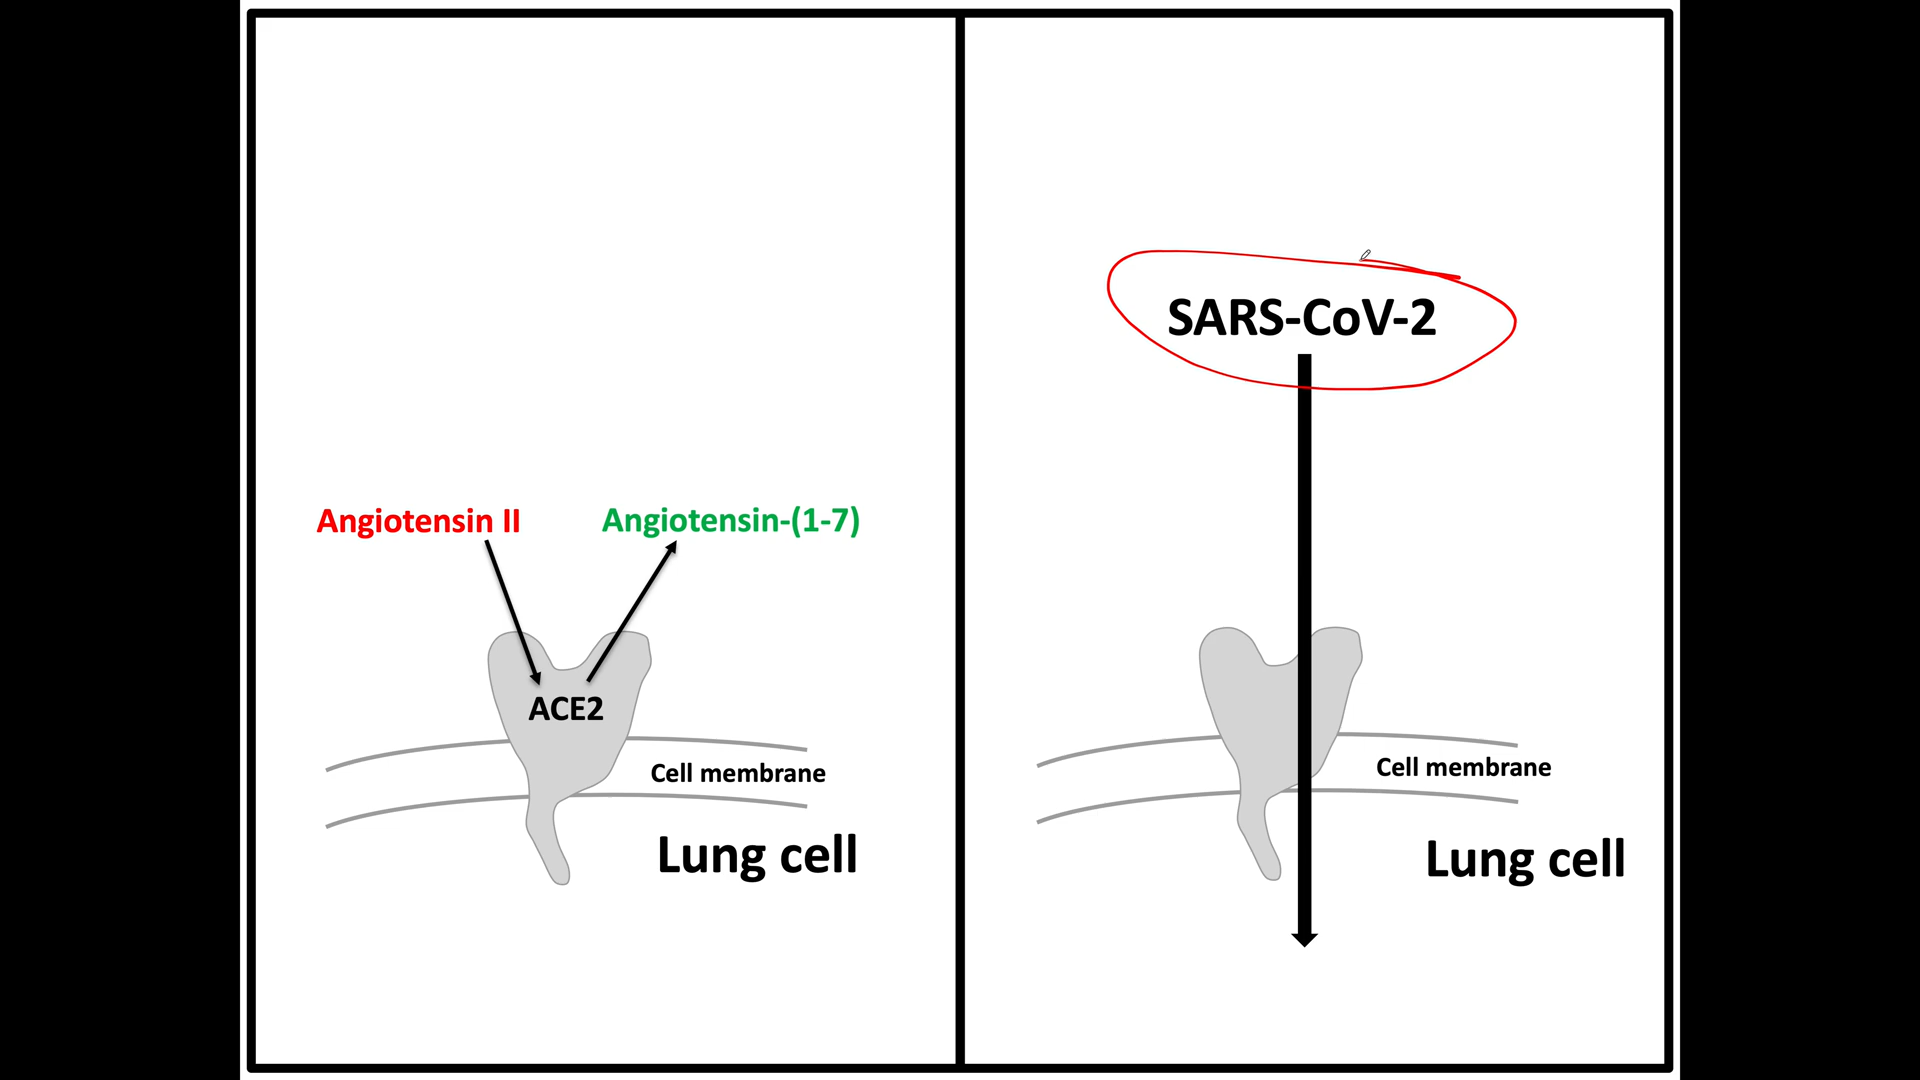 Angiotensin II
Angiotensin-(1-7)
ACE2
Cell membrane
Lung cell
SARS-CoV-2
Cell membrane
Lung cell